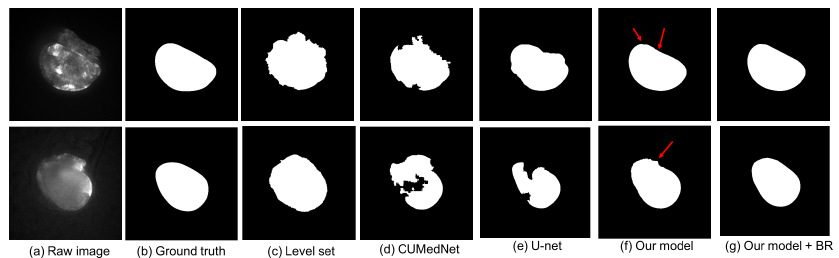 (a) Raw image
(b) Ground truth
(c) Level set
(d) CUMedNet
(e) U-net
(f) Our model
(g) Our model + BR